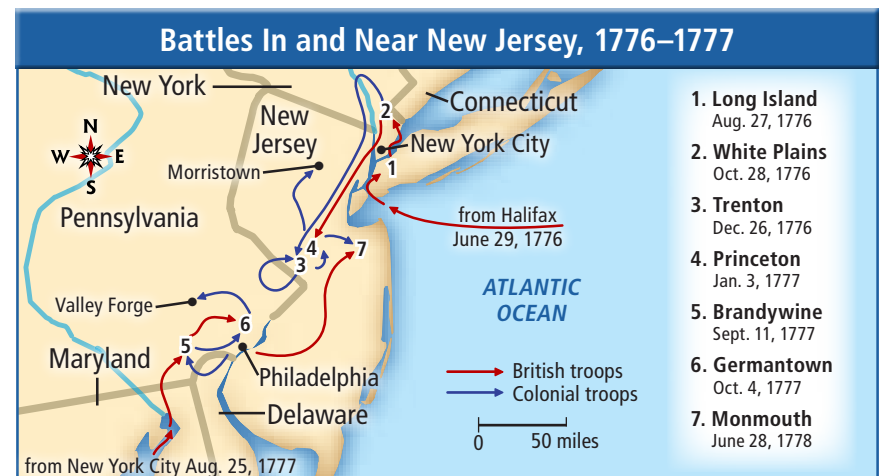 Battles In and Near New Jersey, 1776–1777
New York
Connecticut
New
Jersey
New York City
Morristown
N
W
E
S
Pennsylvania
from Halifax
June 29, 1776
ATLANTIC
OCEAN
Valley Forge
Maryland
Philadelphia
Delaware
from New York City Aug. 25, 1777
1
2
3
4
5
6
7
British troops
Colonial troops
0
50 miles
1. Long Island
Aug. 27, 1776
2. White Plains
Oct. 28, 1776
3. Trenton
Dec. 26, 1776
4. Princeton
Jan. 3, 1777
5. Brandywine
Sept. 11, 1777
6. Germantown
Oct. 4, 1777
7. Monmouth
June 28, 1778